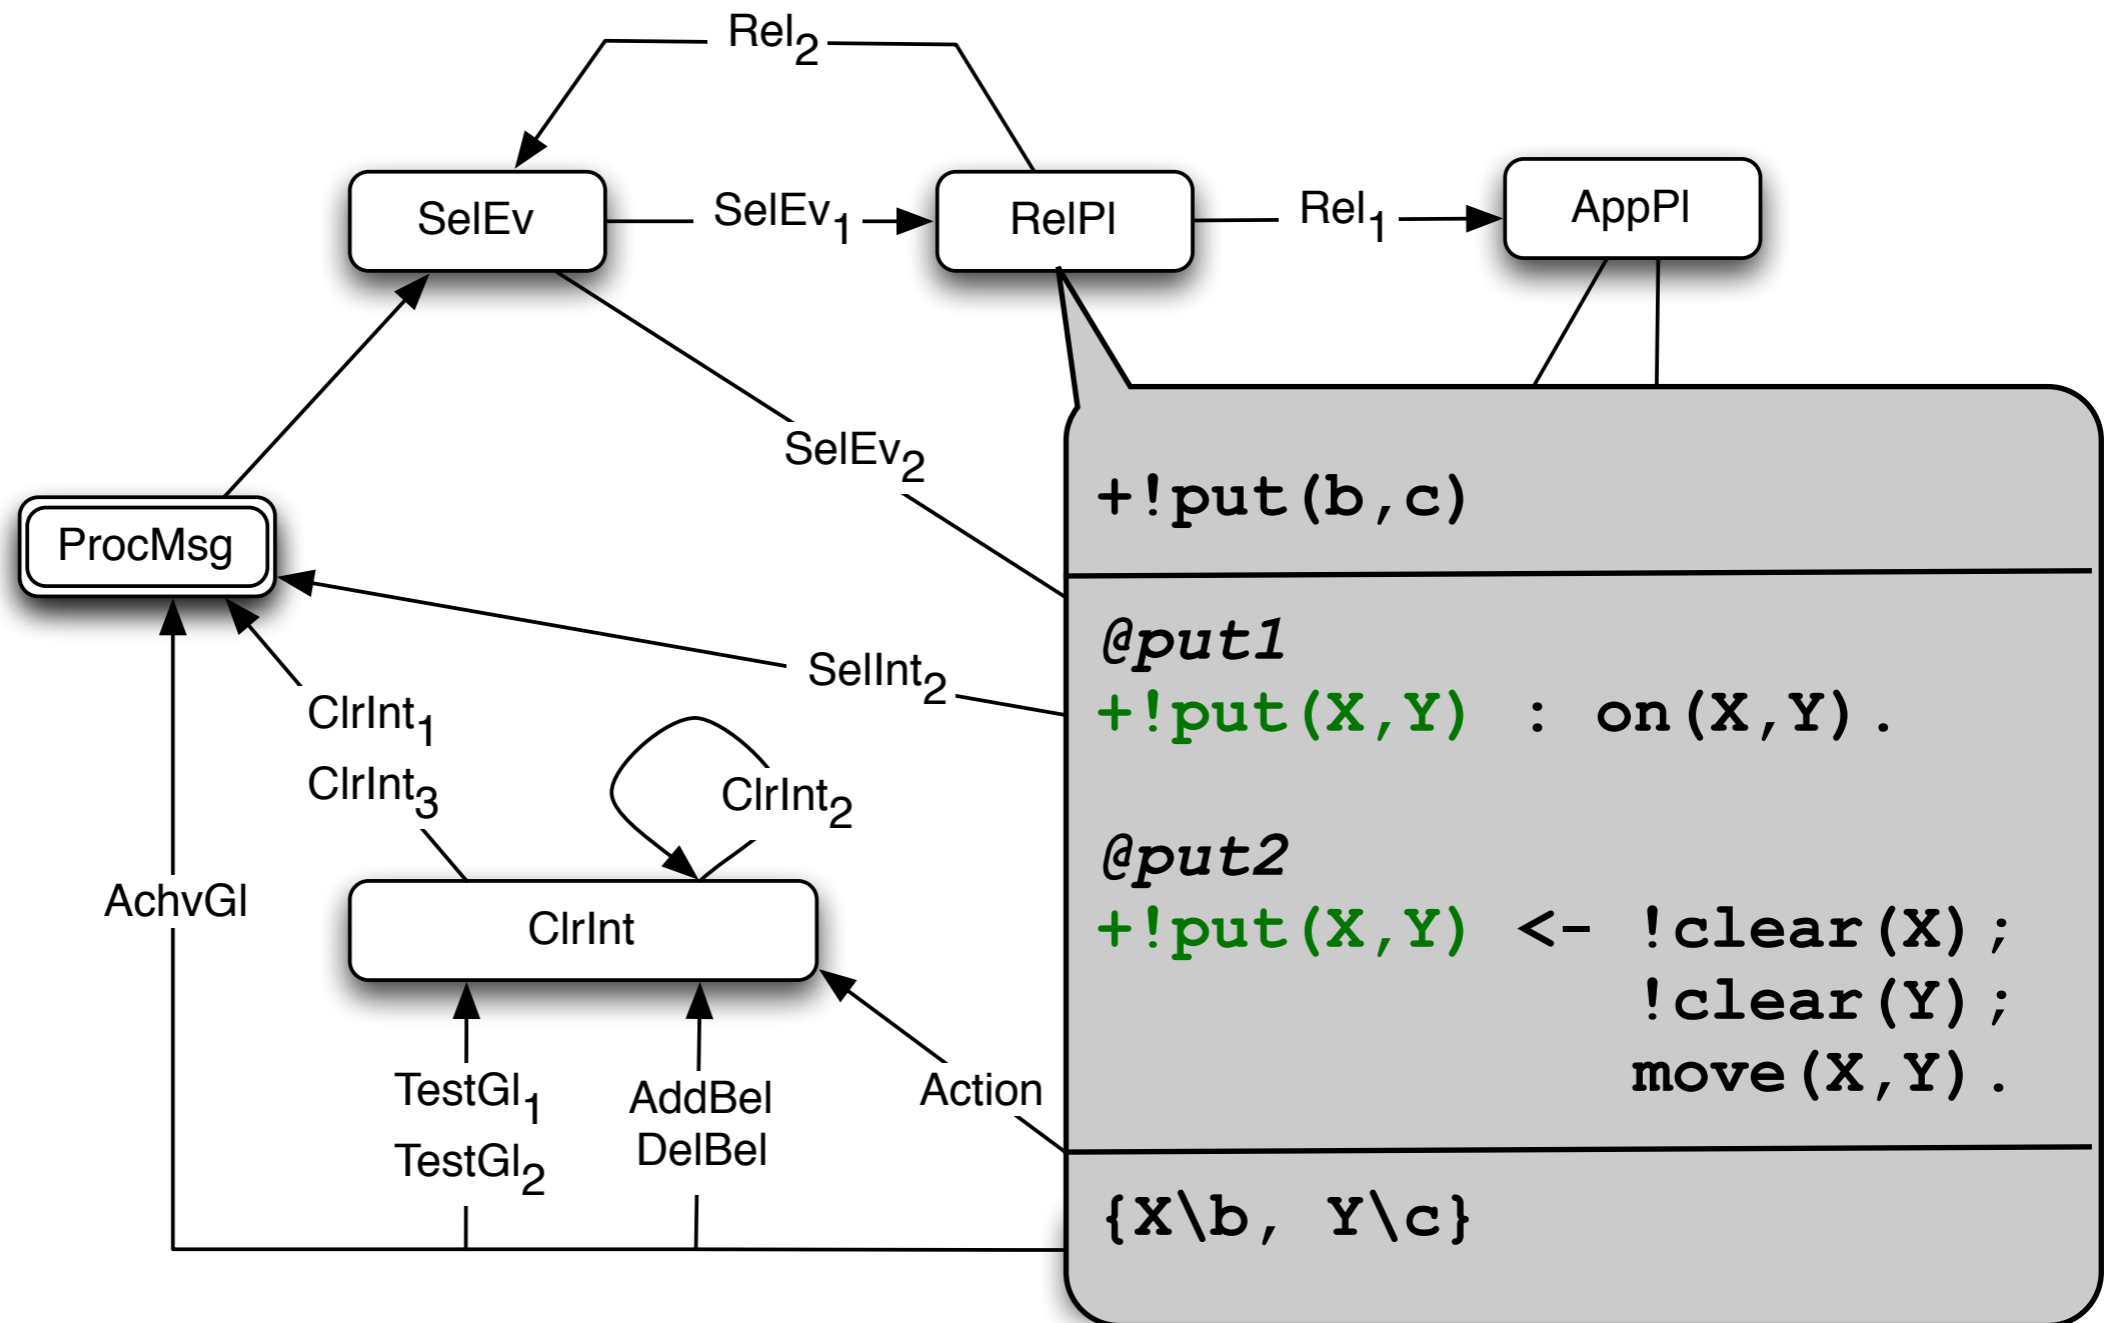 Rel2
SelEv
SelEv1
RelPl
Rel1
AppPl
SelEv2
ProcMsg
SelInt2
ClrInt1
ClrInt3
ClrInt2
AchvGl
ClrInt
TestGl1
TestGl2
AddBel
DelBel
Action
+!put(b,c)
@put1
+!put(X,Y) : on(X,Y).
@put2
+!put(X,Y) <- !clear(X);
!clear(Y);
move(X,Y).
{X\b, Y\c}